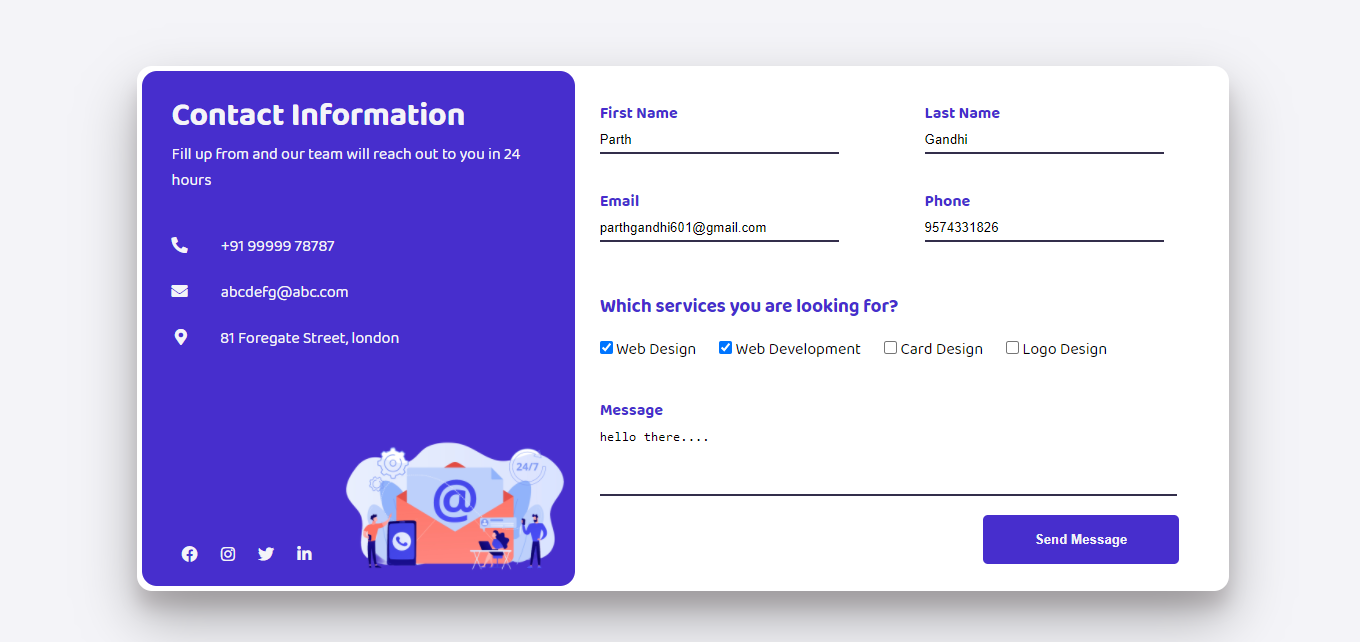 Contact Information
Fill up from and our team will reach out to you in 24
hours
+91 99999 78787
abcdefg@abc.com
81 Foregate Street, london
24/7
@
First Name
Parth
Last Name
Gandhi
Email
parthgandhi601@gmail.com
Phone
9574331826
Which services you are looking for?
Web Design Web Development Card Design Logo Design
Message
hello there....
Send Message